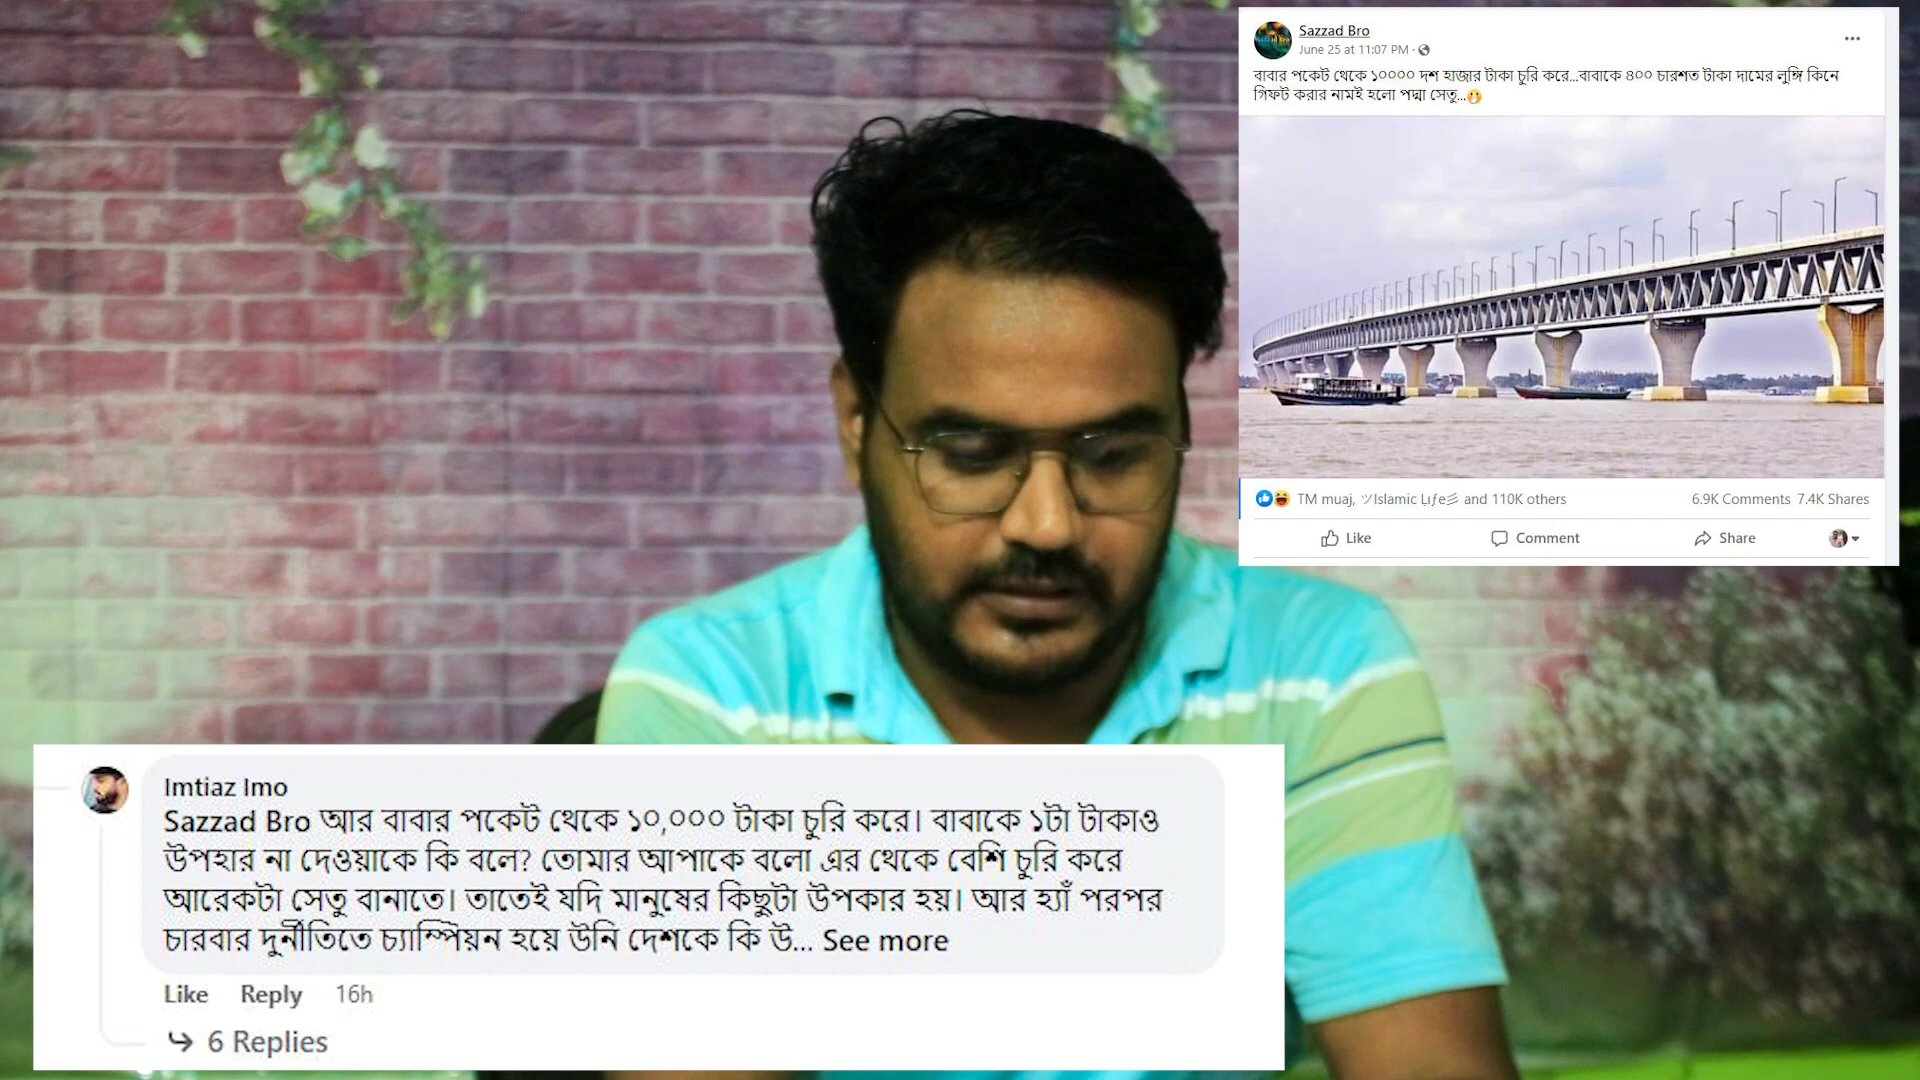 Sazzad Bro
June 25 at 11:07 PM ·
বাবার পকেট থেকে ১০০০০ দশ হাজার টাকা চুরি করে...বাবাকে ৪০০ চারশত টাকা দামের লুঙ্গি কিনে
গিফট করার নামই হলো পদ্মা সেতু...🤭
TM muaj, ツIslamic Lıfe彡 and 110K others
6.9K Comments 7.4K Shares
Like Comment Share
Imtiaz Imo
Sazzad Bro আর বাবার পকেট থেকে ১০,০০০ টাকা চুরি করে। বাবাকে ১টা টাকাও
উপহার না দেওয়াকে কি বলে? তোমার আপাকে বলো এর থেকে বেশি চুরি করে
আরেকটা সেতু বানাতে। তাতেই যদি মানুষের কিছুটা উপকার হয়। আর হ্যাঁ পরপর
চারবার দুর্নীতিতে চ্যাম্পিয়ন হয়ে উনি দেশকে কি উ... See more
Like Reply 16h
6 Replies